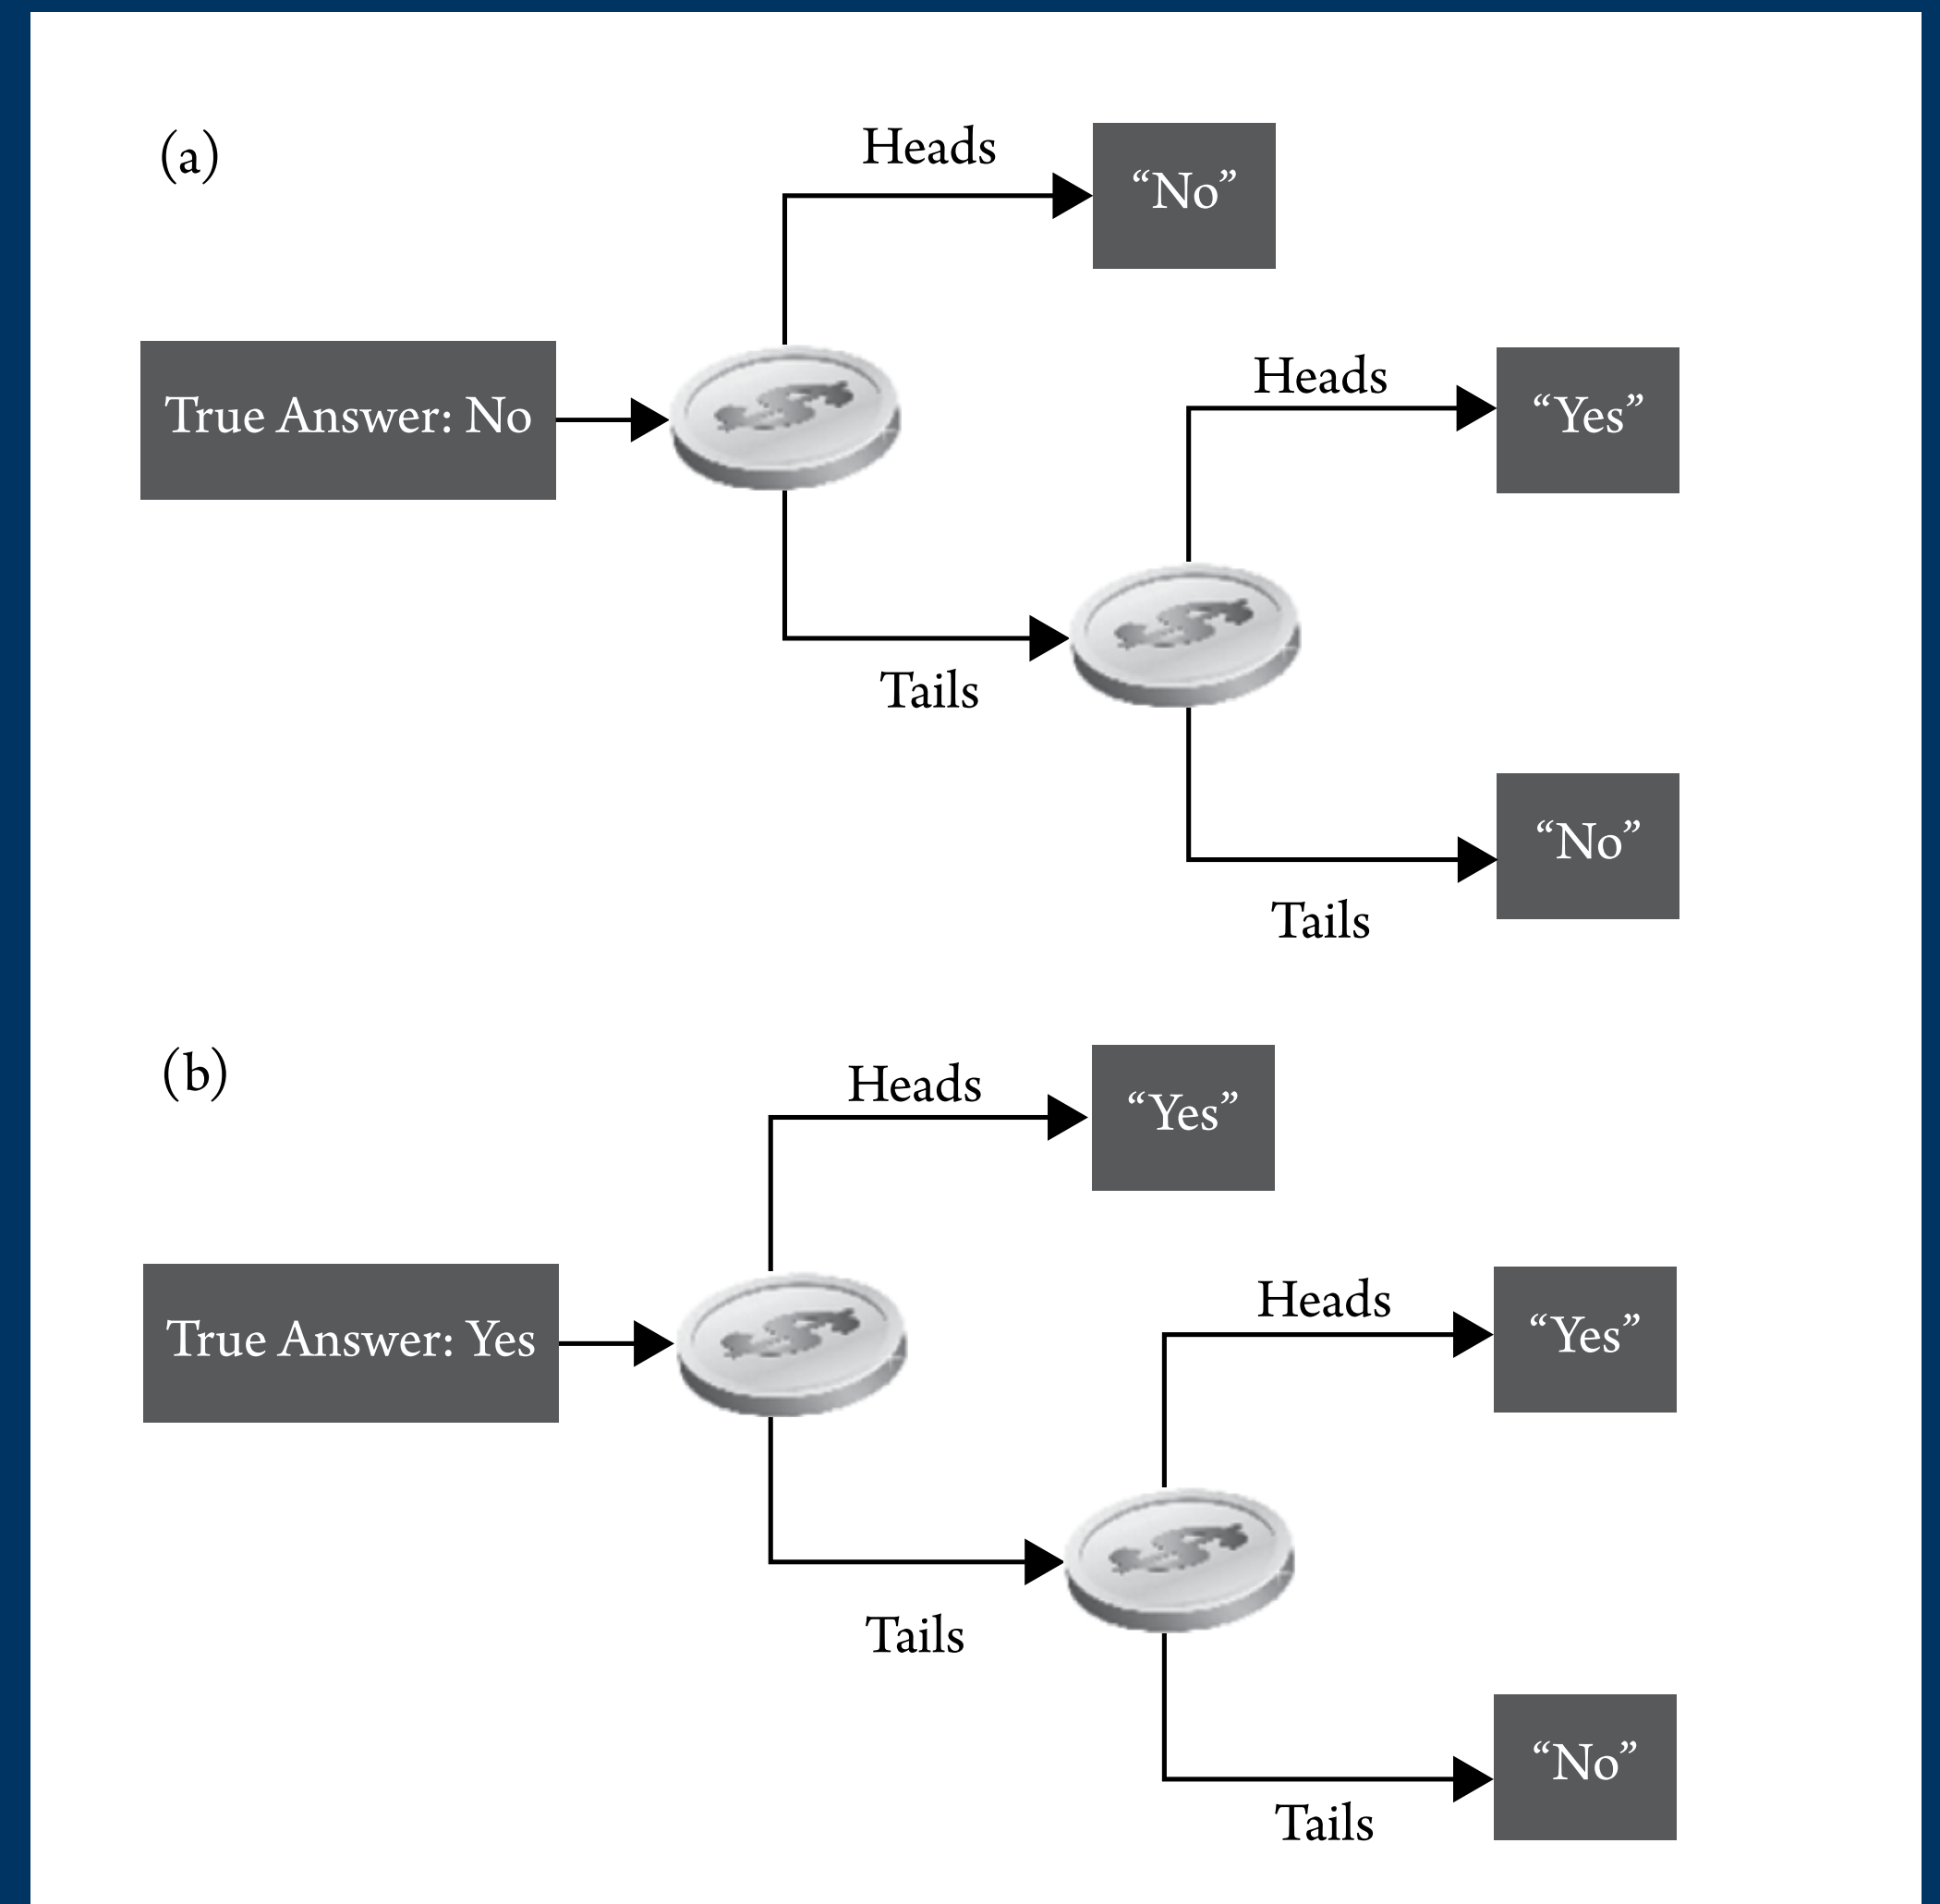 (a)
Heads
“No”
True Answer: No
Heads
“Yes”
Tails
“No”
Tails
(b)
Heads
“Yes”
True Answer: Yes
Heads
“Yes”
Tails
“No”
Tails